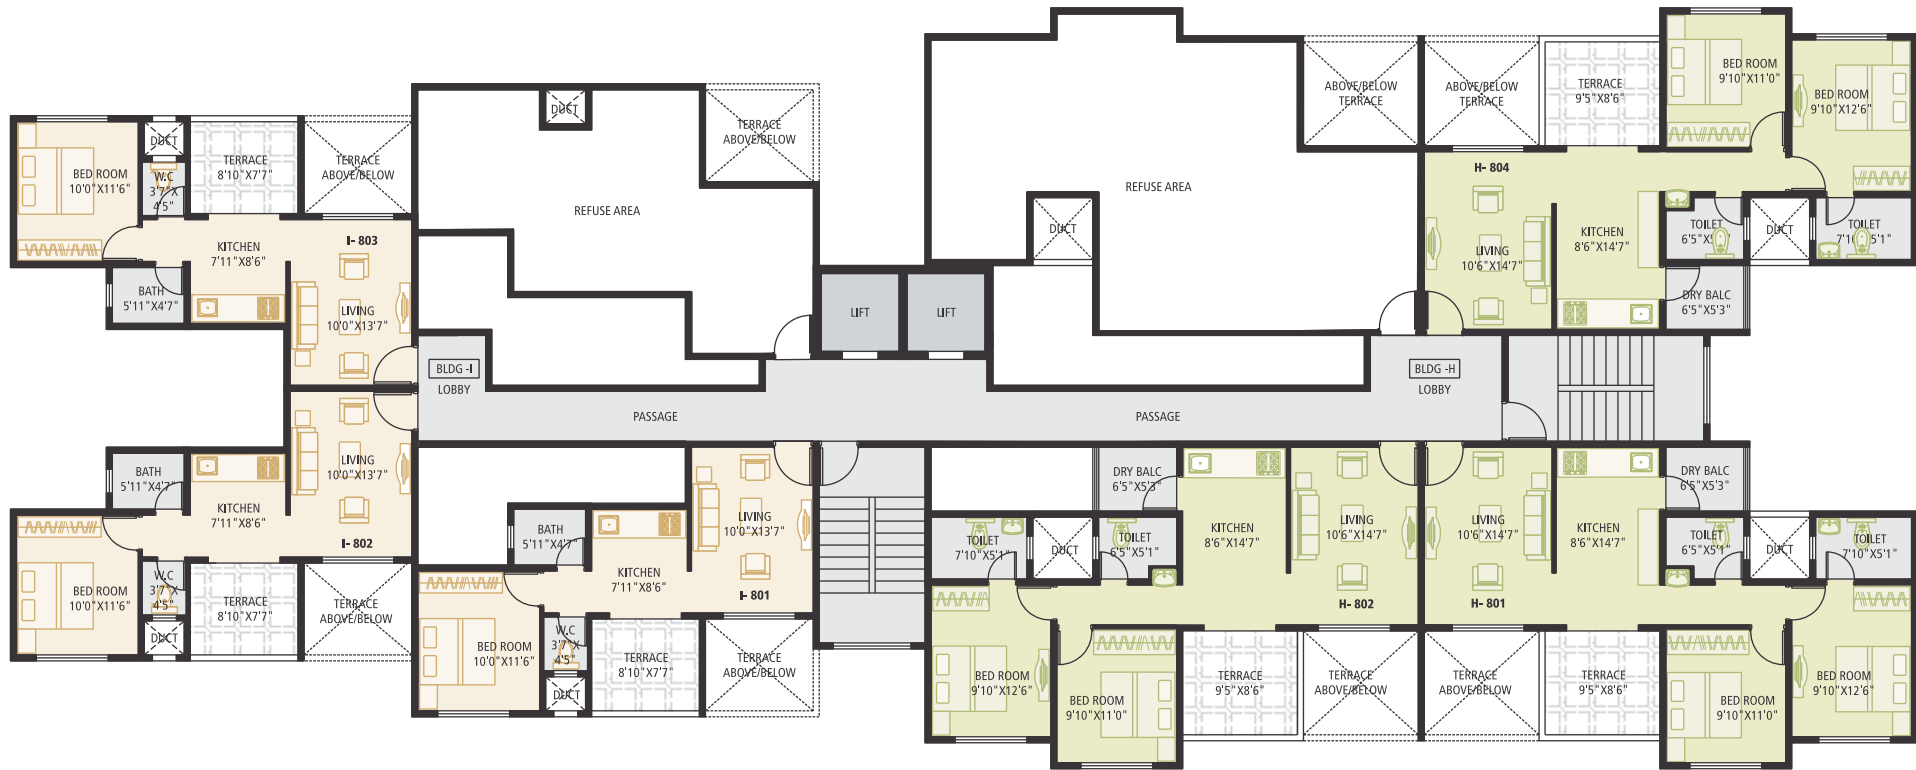 BED ROOM
10'0"X11'6"
DUCT
W.C
3'7"X
4'5"
TERRACE
8'10"X7'7"
TERRACE
ABOVE/BELOW
KITCHEN
7'11"X8'6"
I- 803
BATH
5'11"X4'7"
LIVING
10'0"X13'7"
DUCT
TERRACE
ABOVE/BELOW
REFUSE AREA
BLDG -I
LOBBY
PASSAGE
LIFT
LIFT
REFUSE AREA
DUCT
ABOVE/BELOW
TERRACE
ABOVE/BELOW
TERRACE
TERRACE
9'5"X8'6"
BED ROOM
9'10"X11'0"
BED ROOM
9'10"X12'6"
H- 804
LIVING
10'6"X14'7"
KITCHEN
8'6"X14'7"
TOILET
DUCT
TOILET
DRY BALC
6'5"X5'3"
PASSAGE
BLDG -H
LOBBY
BATH
5'11"X4'7"
KITCHEN
7'11"X8'6"
LIVING
10'0"X13'7"
I- 802
BED ROOM
10'0"X11'6"
W.C
3'7"X
4'5"
DUCT
TERRACE
8'10"X7'7"
TERRACE
ABOVE/BELOW
BATH
5'11"X4'7"
KITCHEN
7'11"X8'6"
LIVING
10'0"X13'7"
I- 801
BED ROOM
10'0"X11'6"
W.C
3'7"X
4'5"
DUCT
TERRACE
8'10"X7'7"
TERRACE
ABOVE/BELOW
DRY BALC
6'5"X5'3"
TOILET
7'10"X5'1"
DUCT
TOILET
6'5"X5'1"
KITCHEN
8'6"X14'7"
LIVING
10'6"X14'7"
H- 802
BED ROOM
9'10"X12'6"
BED ROOM
9'10"X11'0"
TERRACE
9'5"X8'6"
TERRACE
ABOVE/BELOW
LIVING
10'6"X14'7"
H- 801
KITCHEN
8'6"X14'7"
DRY BALC
6'5"X5'3"
TOILET
6'5"X5'1"
DUCT
TOILET
7'10"X5'1"
TERRACE
ABOVE/BELOW
TERRACE
9'5"X8'6"
BED ROOM
9'10"X11'0"
BED ROOM
9'10"X12'6"